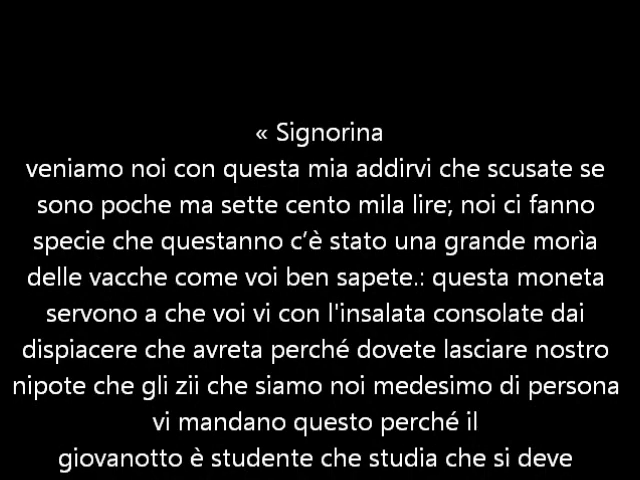 « Signorina
veniamo noi con questa mia addirvi che scusate se
sono poche ma sette cento mila lire; noi ci fanno
specie che questanno c’è stato una grande morìa
delle vacche come voi ben sapete.: questa moneta
servono a che voi vi con l'insalata consolate dai
dispiacere che avreta perché dovete lasciare nostro
nipote che gli zii che siamo noi medesimo di persona
vi mandano questo perché il
giovanotto è studente che studia che si deve